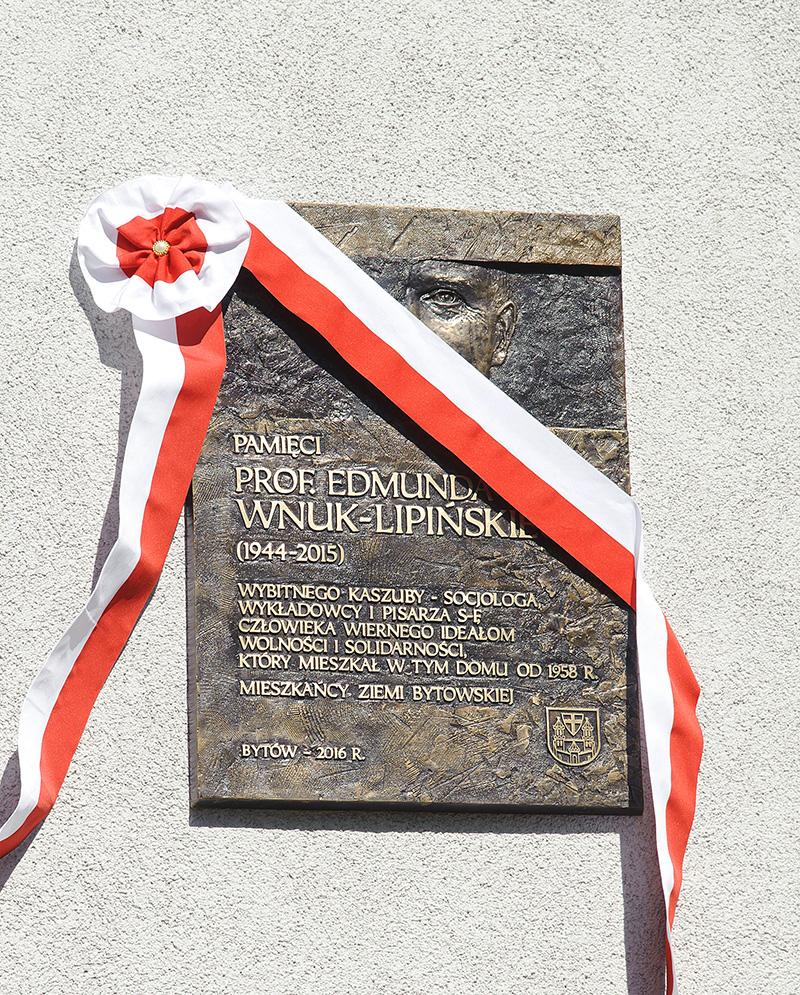 PAMIĘCI
PROF. EDMUNDA
WNUK-LIPIŃSKIE
(1944-2015)
WYBITNEGO KASZUBY - SOCJOLOGA,
WYKŁADOWCY I PISARZA S-F,
CZŁOWIEKA WIERNEGO IDEAŁOM
WOLNOŚCI I SOLIDARNOŚCI,
KTÓRY MIESZKAŁ W TYM DOMU OD 1958 R.
MIESZKAŃCY ZIEMI BYTOWSKIEJ
BYTÓW - 2016 R.